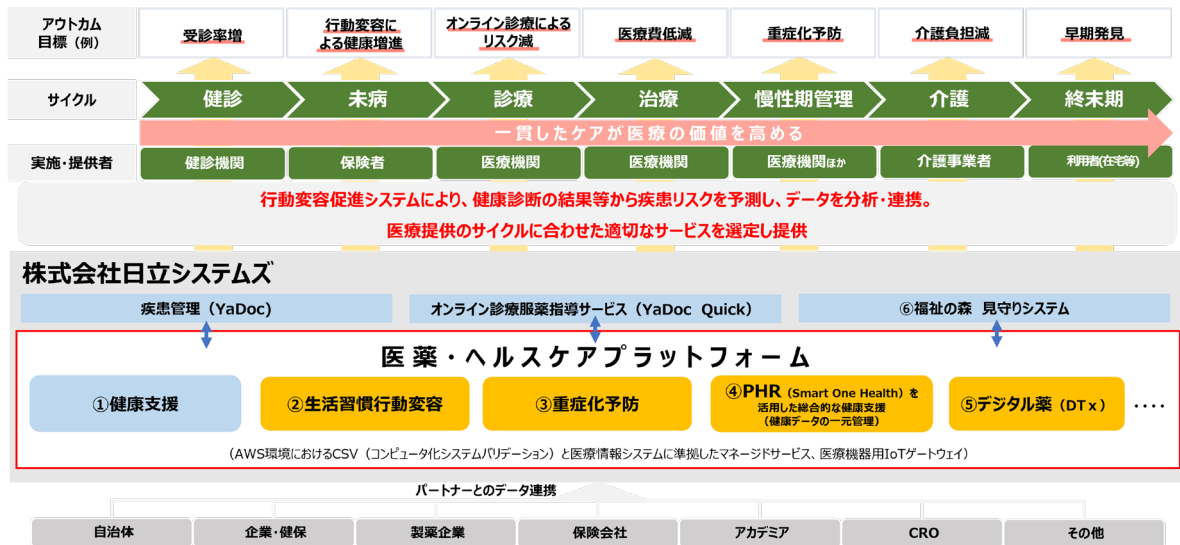 アウトカム
目標（例）
受診率増
行動変容に
よる健康増進
オンライン診療による
リスク減
医療費低減
重症化予防
介護負担減
早期発見
サイクル
健診
未病
診療
治療
慢性期管理
介護
終末期
一貫したケアが医療の価値を高める
実施・提供者
健診機関
保険者
医療機関
医療機関
医療機関ほか
介護事業者
利用者(在宅等)
行動変容促進システムにより、健康診断の結果等から疾患リスクを予測し、データを分析・連携。
医療提供のサイクルに合わせた適切なサービスを選定し提供
株式会社日立システムズ
疾患管理（YaDoc)
オンライン診療服薬指導サービス（YaDoc Quick）
⑥福祉の森 見守りシステム
医薬・ヘルスケアプラットフォーム
①健康支援
②生活習慣行動変容
③重症化予防
④PHR（Smart One Health）を
活用した総合的な健康支援
（健康データの一元管理）
⑤デジタル薬（DTx）
････
（AWS環境におけるCSV（コンピュータ化システムバリデーション）と医療情報システムに準拠したマネージドサービス、医療機器用IoTゲートウェイ）
パートナーとのデータ連携
自治体
企業・健保
製薬企業
保険会社
アカデミア
CRO
その他